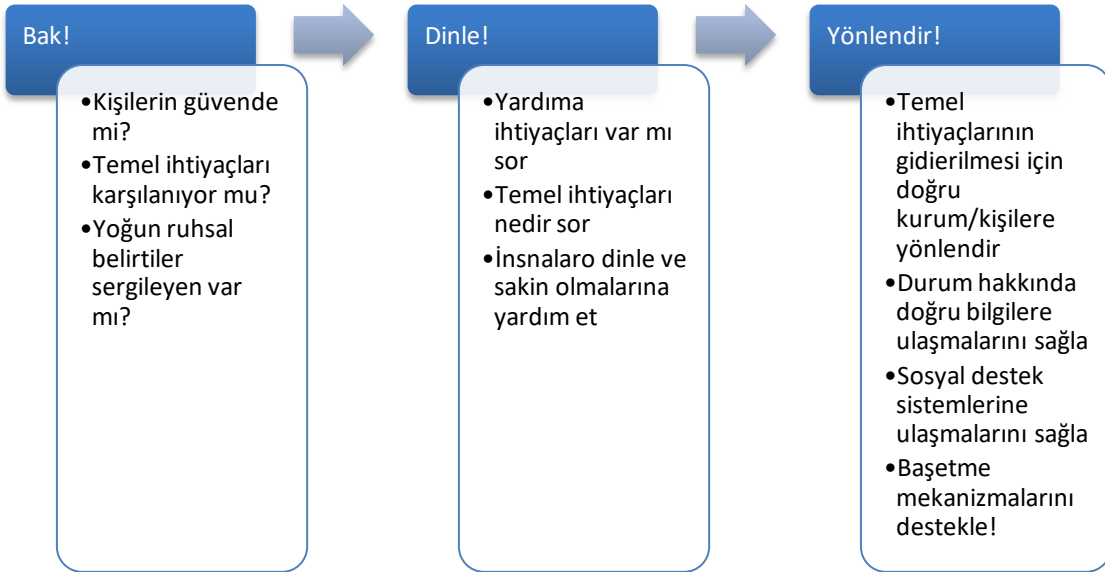 Bak!
•Kişilerin güvende
mi?
•Temel ihtiyaçları
karşılanıyor mu?
•Yoğun ruhsal
belirtiler
sergileyen var
mı?
Dinle!
•Yardıma
ihtiyaçları var mı
sor
•Temel ihtiyaçları
nedir sor
•İnsnalaro dinle ve
sakin olmalarına
yardım et
Yönlendir!
•Temel
ihtiyaçlarının
gidierilmesi için
doğru
kurum/kişilere
yönlendir
•Durum hakkında
doğru bilgilere
ulaşmalarını sağla
•Sosyal destek
sistemlerine
ulaşmalarını sağla
•Başetme
mekanizmalarını
destekle!